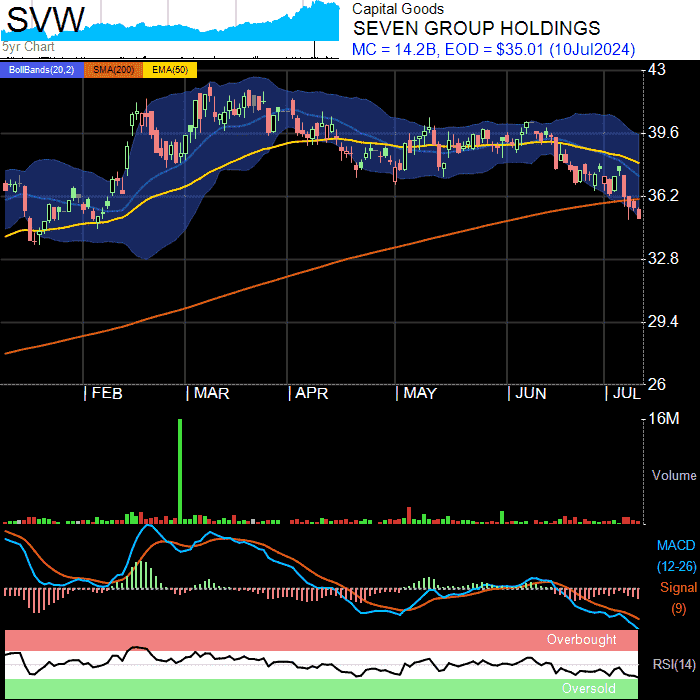 SVW
5yr Chart
Capital Goods
SEVEN GROUP HOLDINGS
MC = 14.2B, EOD = $35.01 (10Jul2024)
BollBands(20,2) SMA(200) EMA(50)
43
39.6
36.2
32.8
29.4
26
FEB MAR APR MAY JUN JUL
16M
Volume
MACD
(12-26)
Signal
(9)
Overbought
RSI(14)
Oversold